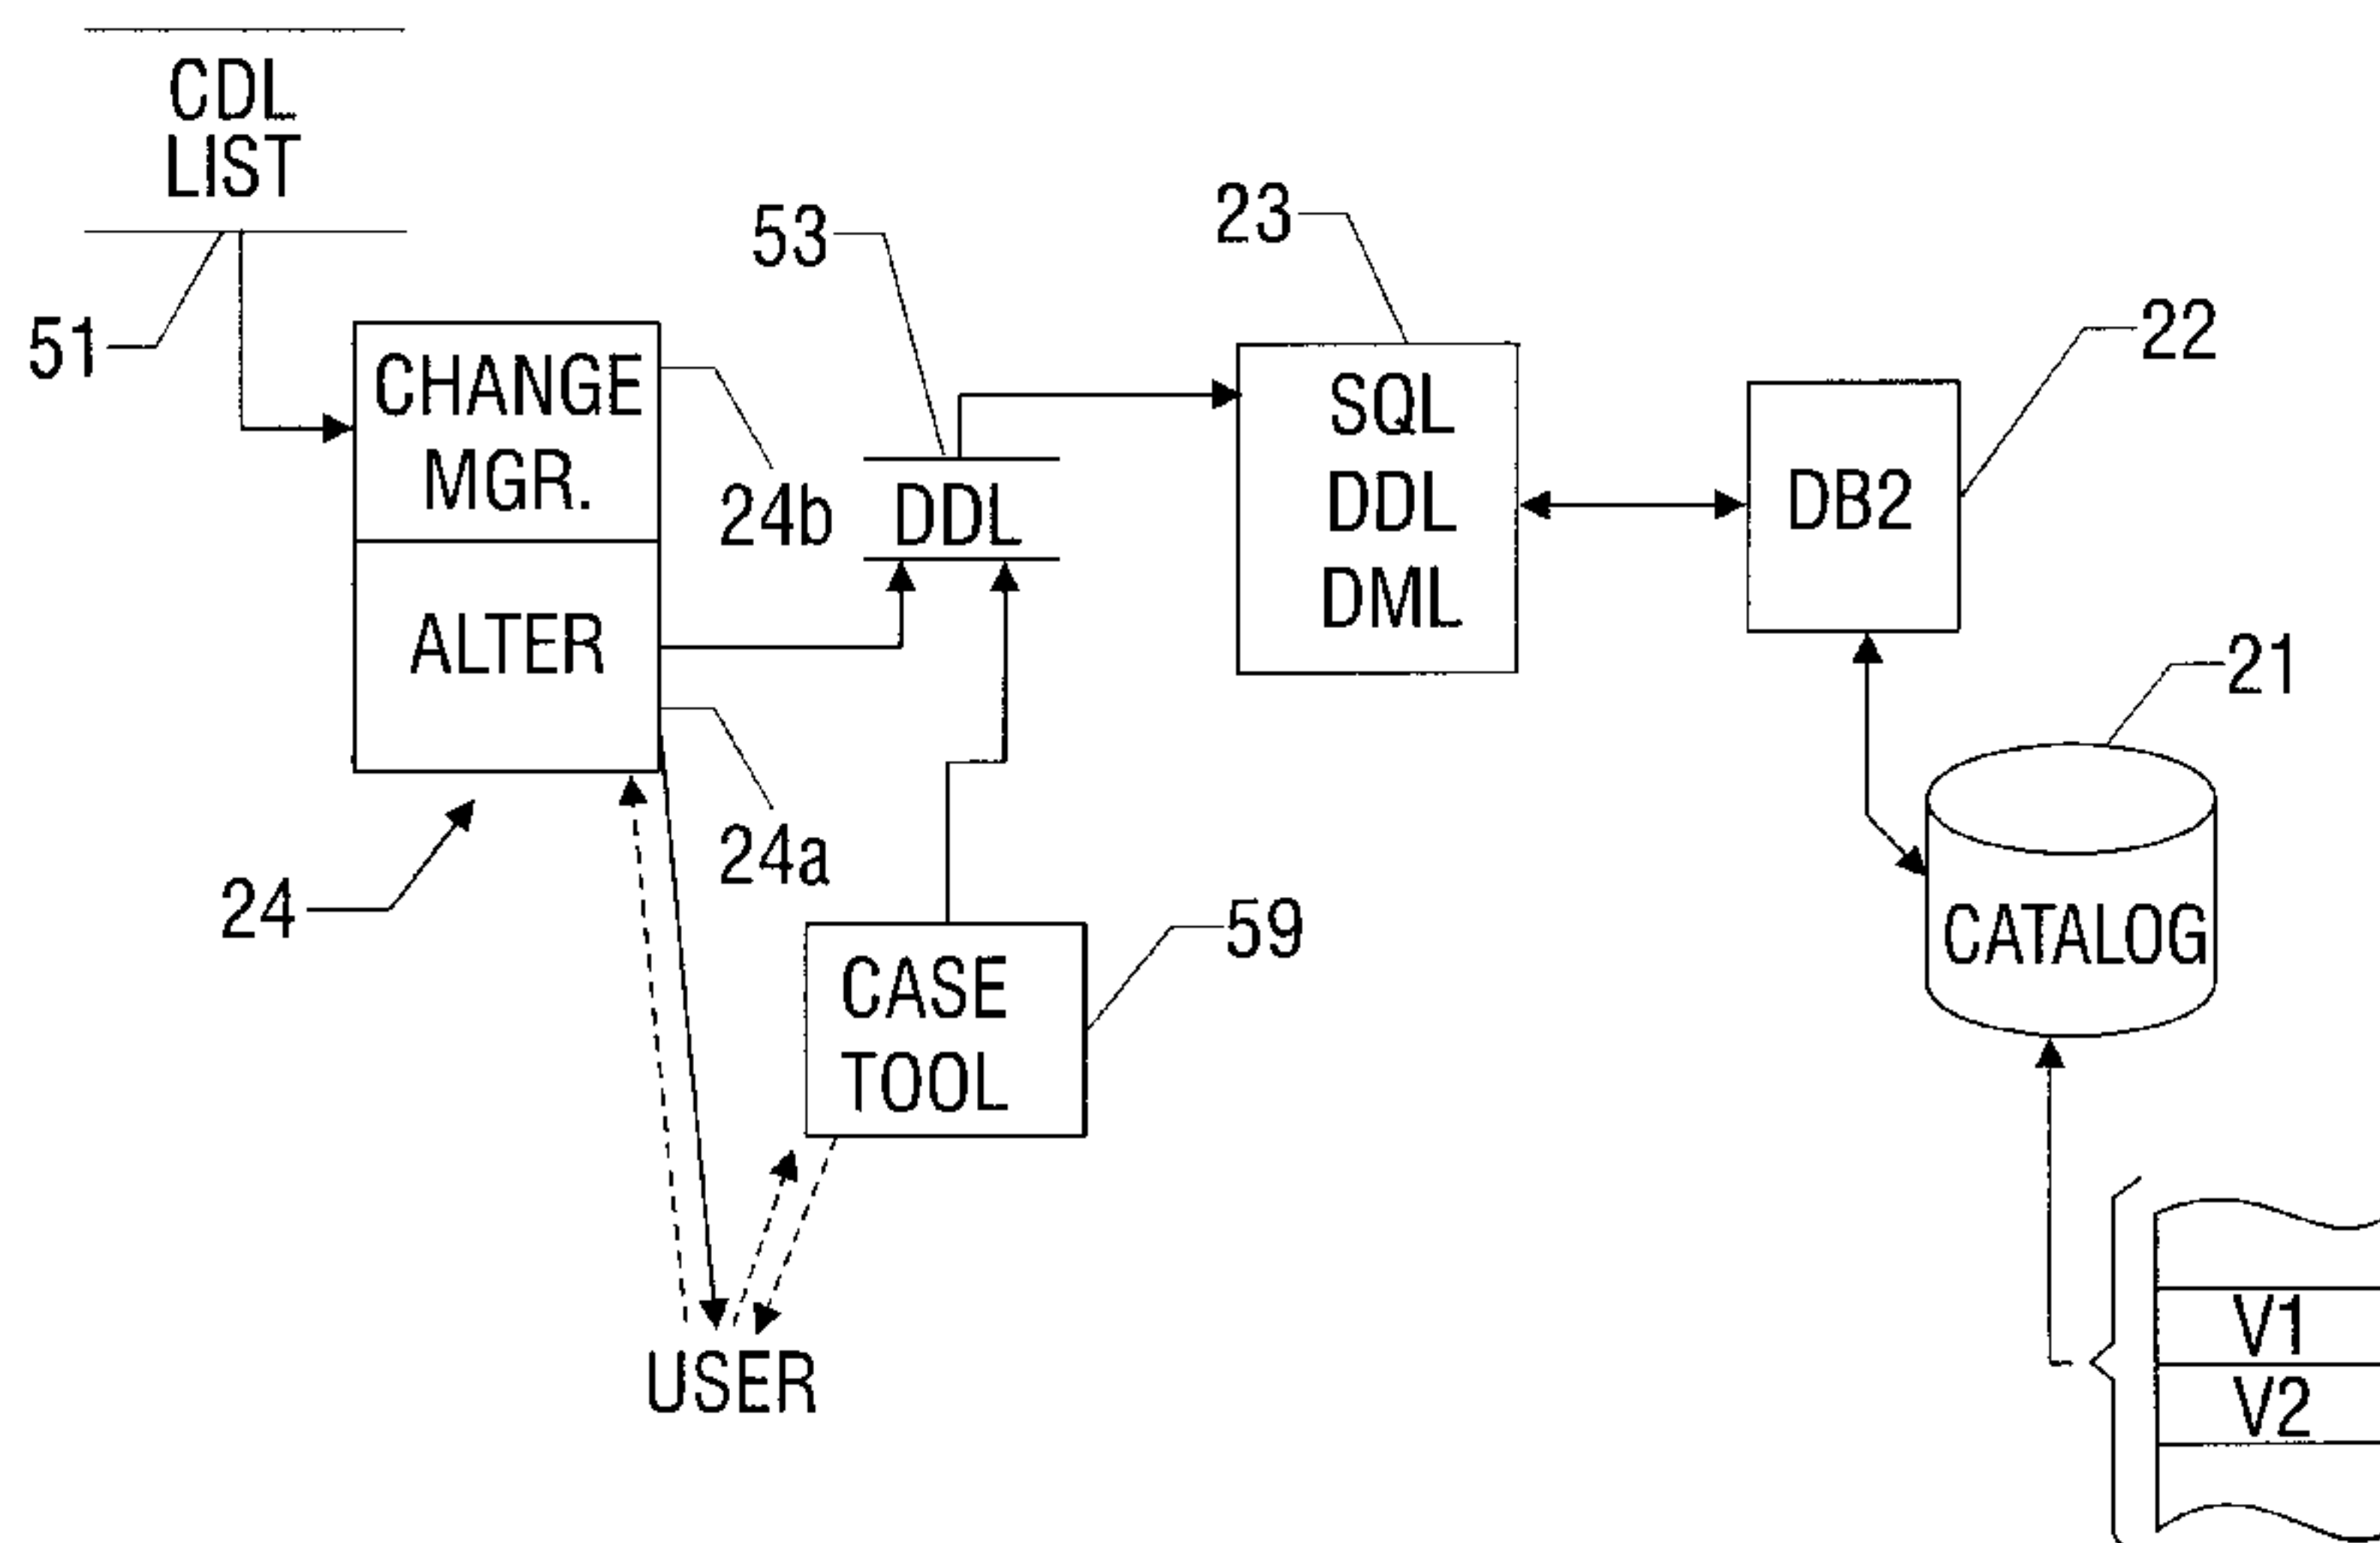 CDL
LIST
51
CHANGE
MGR.
24b
ALTER
24a
24
53
DDL
23
SQL
DDL
DML
22
DB2
21
CATALOG
59
CASE
TOOL
USER
V1
V2